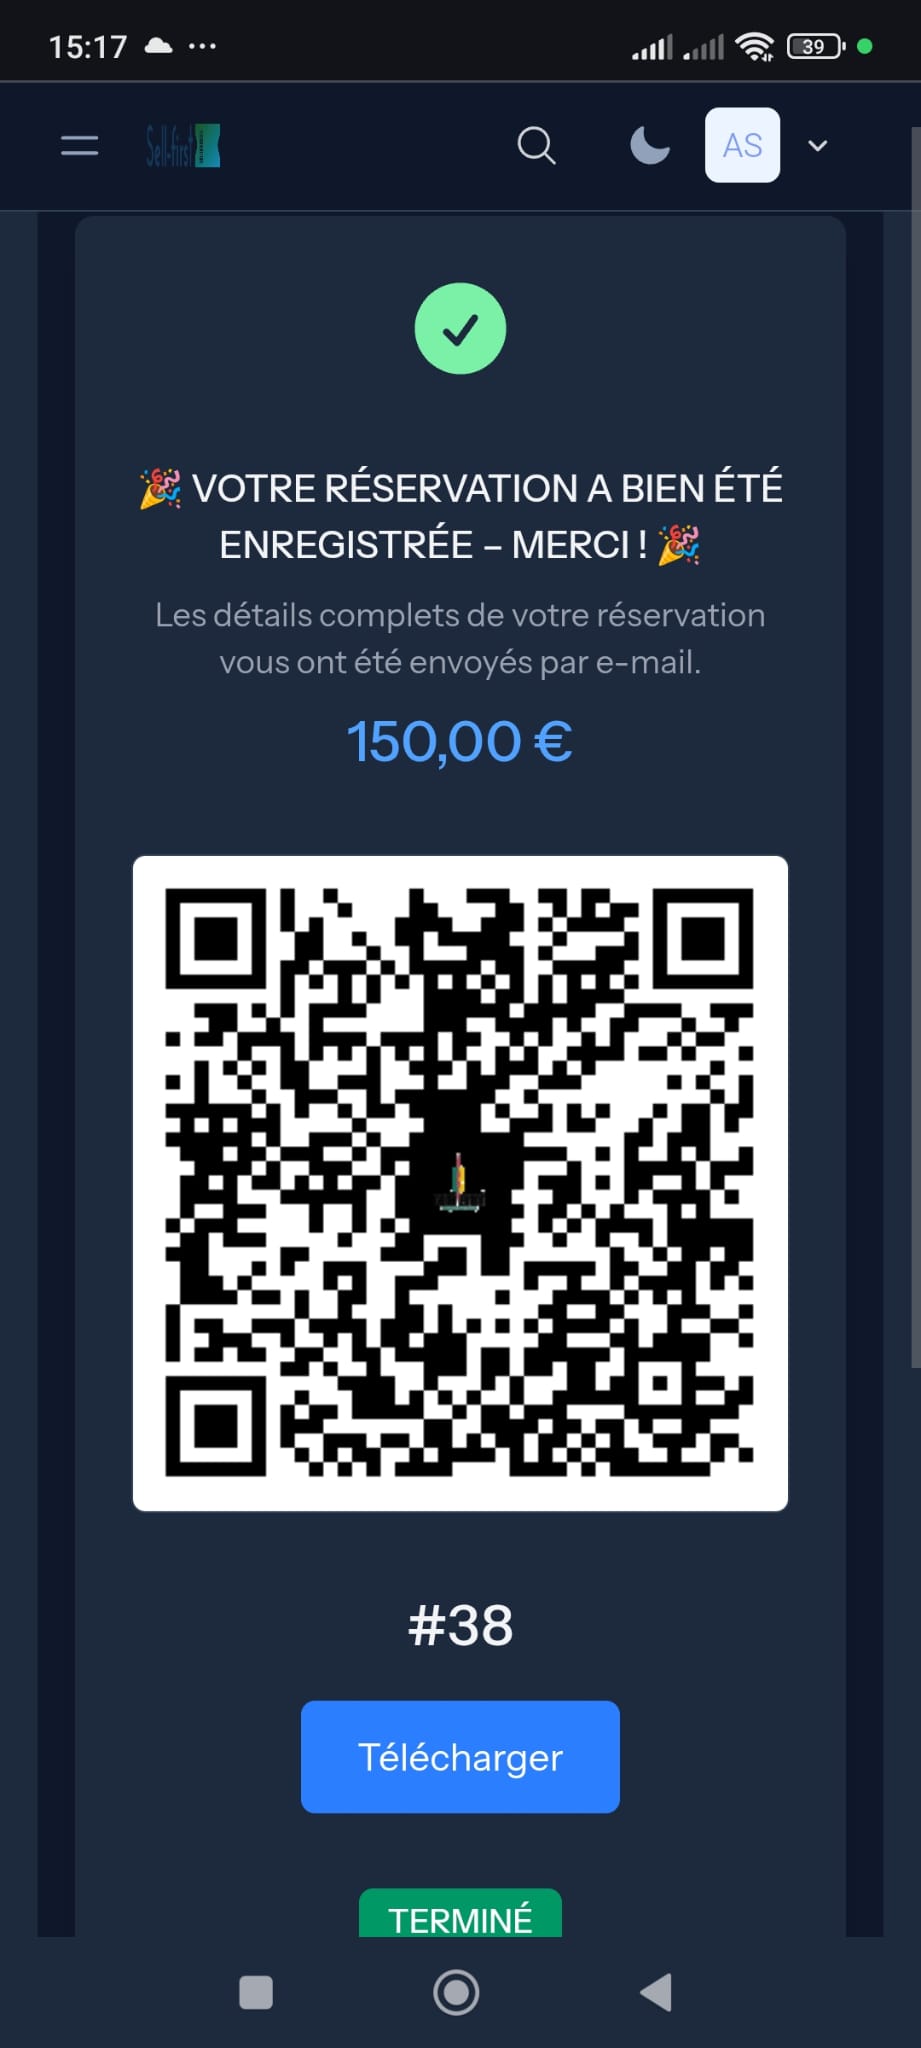 15:17
39
Sell-first
AS
🎉 VOTRE RÉSERVATION A BIEN ÉTÉ
ENREGISTRÉE – MERCI ! 🎉
Les détails complets de votre réservation
vous ont été envoyés par e-mail.
150,00 €
#38
Télécharger
TERMINÉ